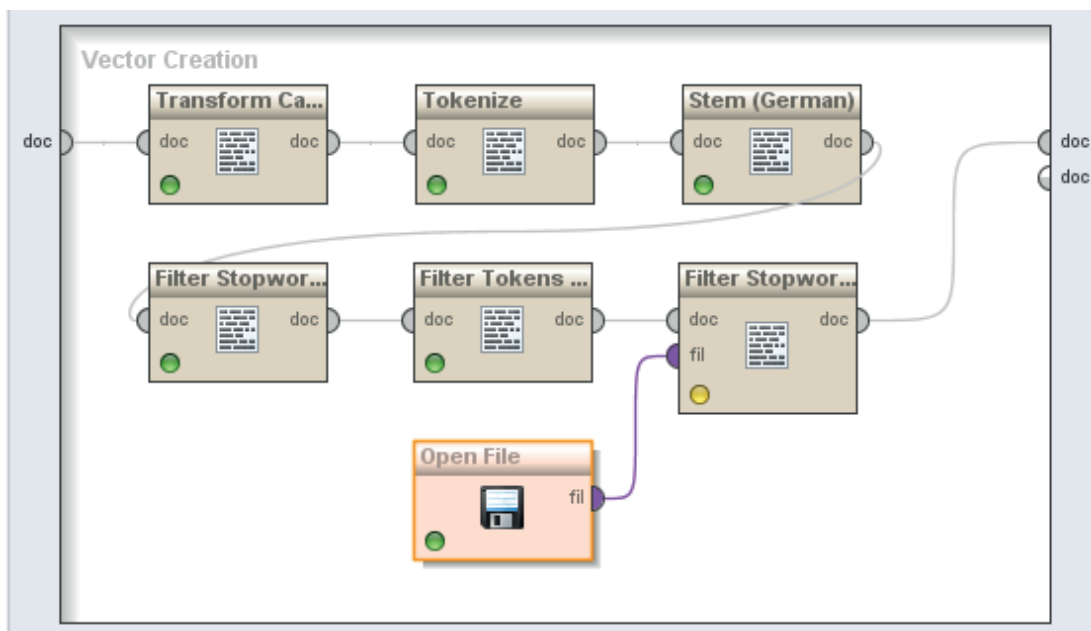 Vector Creation
Transform Ca... Tokenize Stem (German)
doc doc doc doc doc doc doc doc
doc
Filter Stopwor... Filter Tokens ... Filter Stopwor...
doc doc doc doc doc doc
fil
Open File
fil